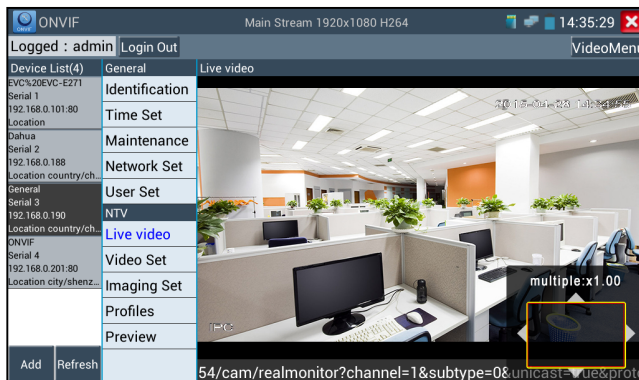 ONVIF
Main Stream 1920x1080 H264
14:35:29
Logged : admin
Login Out
VideoMenu
Device List(4)
EVC%20EVC-E271
Serial 1
192.168.0.101:80
Location
Dahua
Serial 2
192.168.0.188
Location country/ch...
General
Serial 3
192.168.0.190
Location country/ch...
ONVIF
Serial 4
192.168.0.201:80
Location city/shenz...
Add
Refresh
General
Identification
Time Set
Maintenance
Network Set
User Set
NTV
Live video
Video Set
Imaging Set
Profiles
Preview
Live video
multiple:x1.00
IPC
54/cam/realmonitor?channel=1&subtype=0&unicast=true&proto